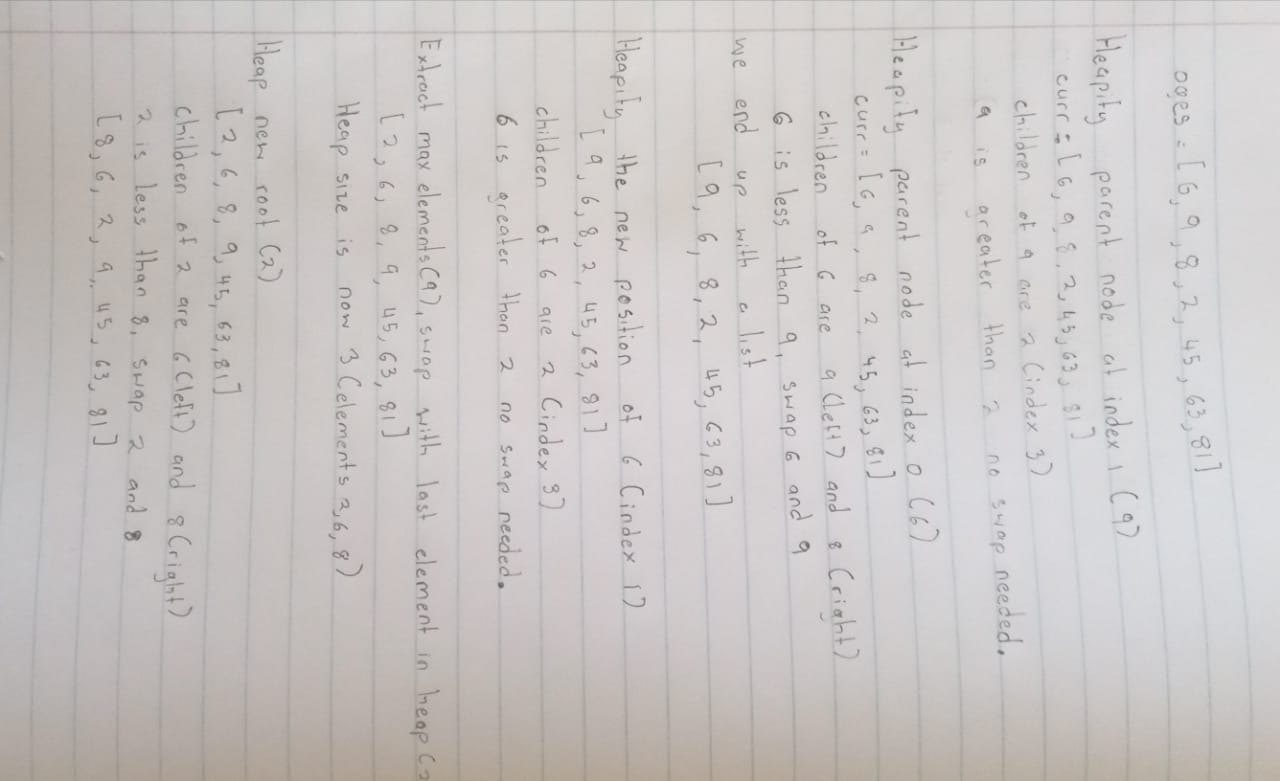 ages = [6, 9, 8, 2, 45, 63, 81]
Heapify parent node at index 1 (9)
curr = [6, 9, 8, 2, 45, 63, 81]
children of 9 are 2 (index 3)
9 is greater than 2 no swap needed.
Heapify parent node at index 0 (6)
curr = [6, 9, 8, 2, 45, 63, 81]
children of 6 are 9 (left) and 8 (right)
6 is less than 9, swap 6 and 9
we end up with a list
[9, 6, 8, 2, 45, 63, 81]
Heapify the new position of 6 (index 1)
[9, 6, 8, 2, 45, 63, 81]
children of 6 are 2 (index 3)
6 is greater than 2 no swap needed.
Extract max elements (9), swap with last element in heap (2
[2, 6, 8, 9, 45, 63, 81]
Heap size is now 3 (elements 2, 6, 8)
Heap new root (2)
[2, 6, 8, 9, 45, 63, 81]
children of 2 are 6 (left) and 8 (right)
2 is less than 8, swap 2 and 8
[8, 6, 2, 9, 45, 63, 81]